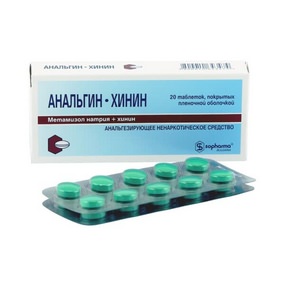 20 таблеток, покрытых
пленочной оболочкой
АНАЛЬГИН • ХИНИН
Метамизол натрия + хинин
АНАЛЬГЕЗИРУЮЩЕЕ НЕНАРКОТИЧЕСКОЕ СРЕДСТВО
sopharma